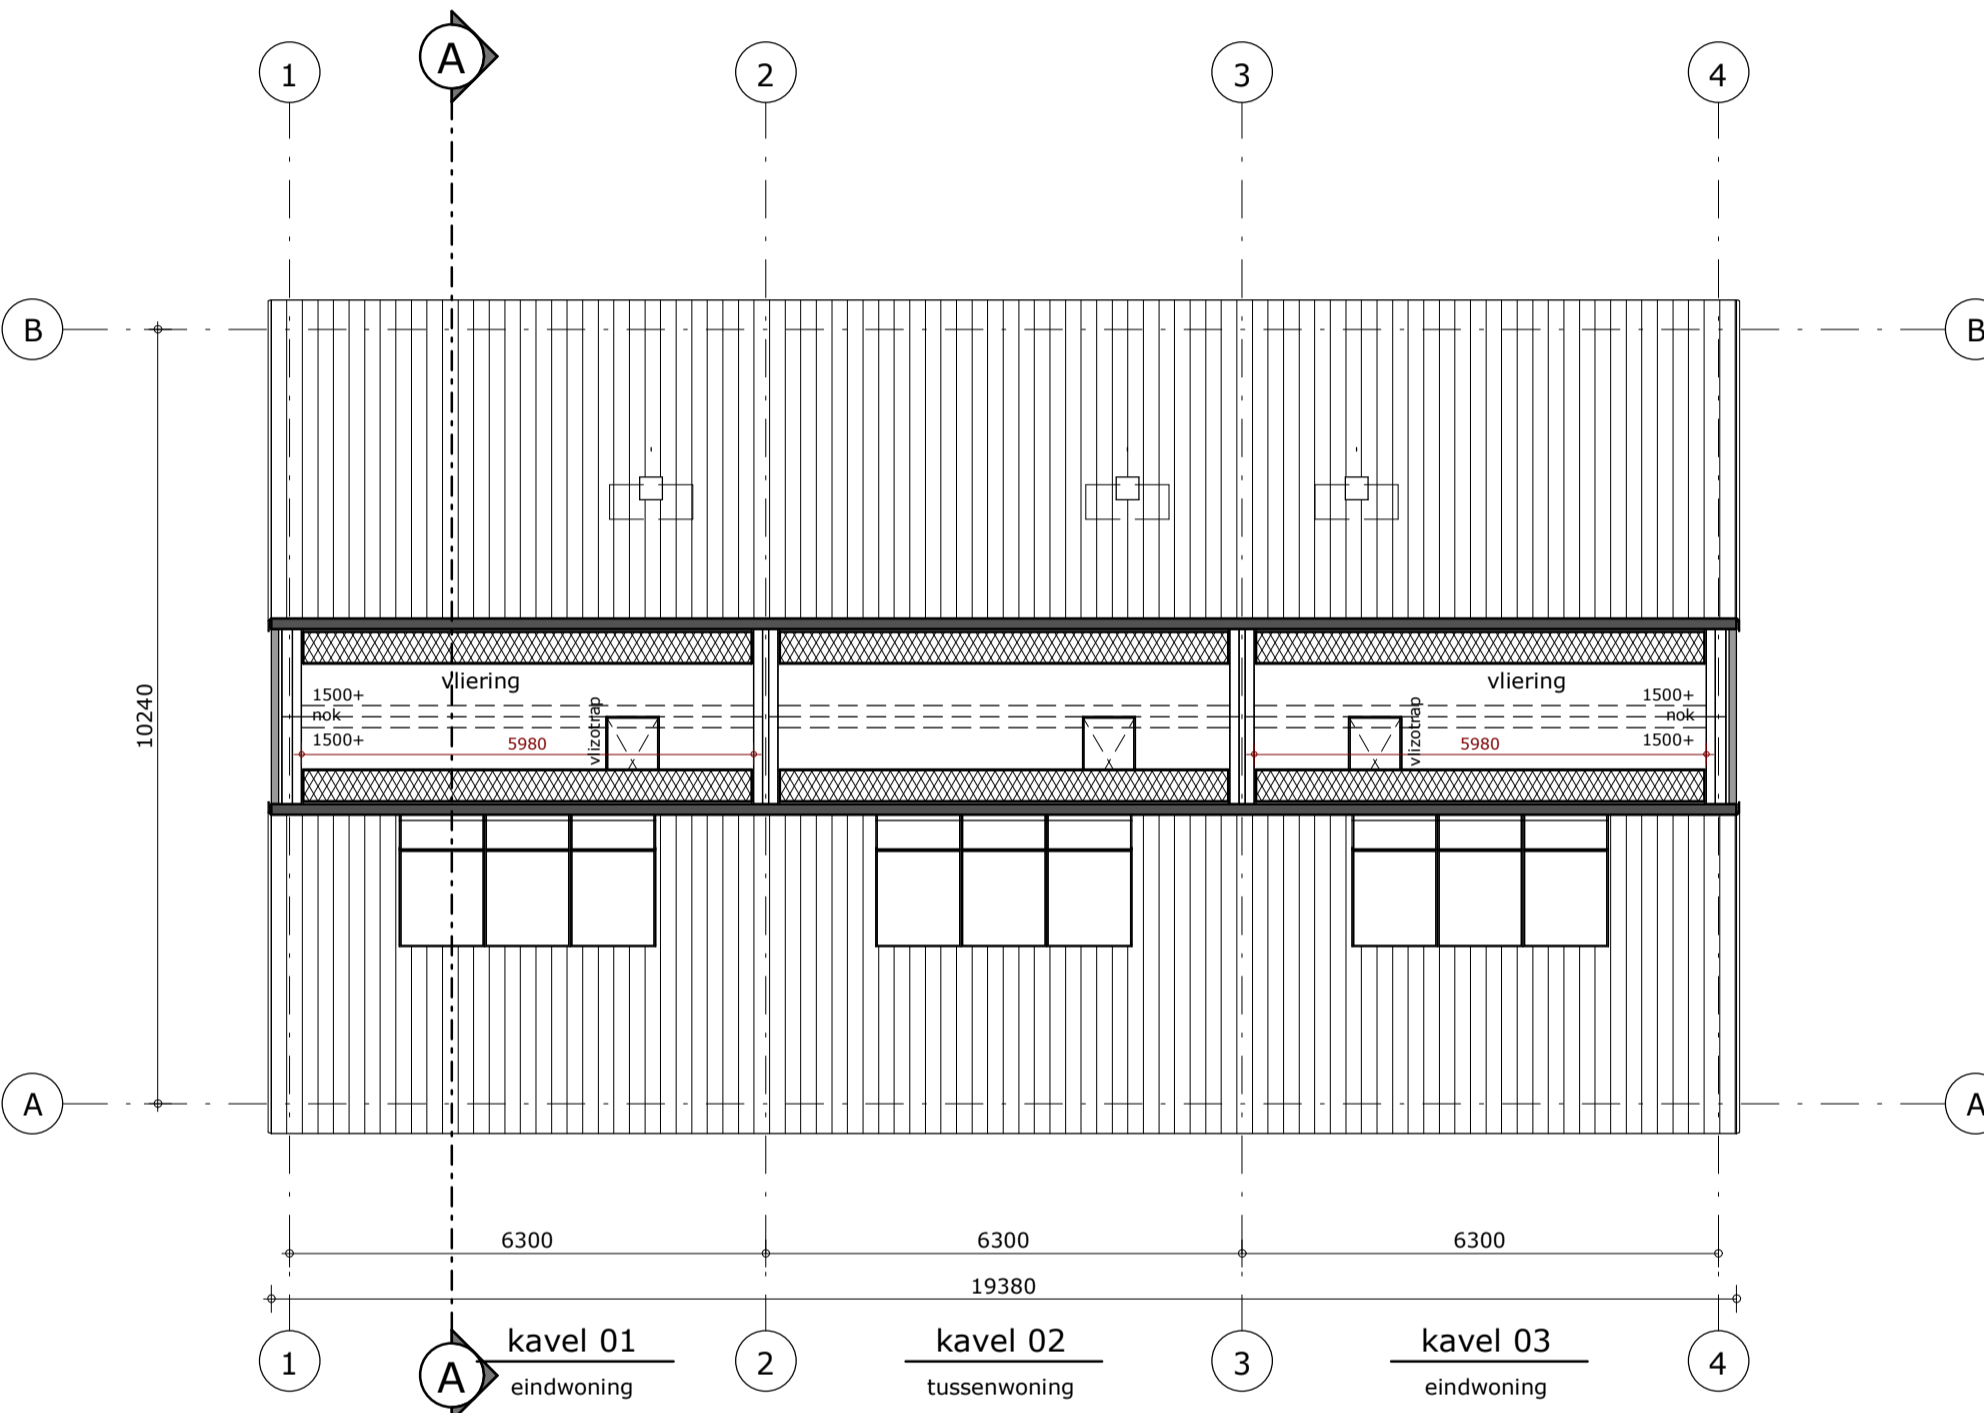 1
A
2
3
4
B
B
10240
vliering
1500+
nok
1500+
vlizotrap
5980
vliering
1500+
nok
1500+
vlizotrap
5980
A
A
6300
6300
6300
19380
kavel 01
eindwoning
kavel 02
tussenwoning
kavel 03
eindwoning
1
A
2
3
4